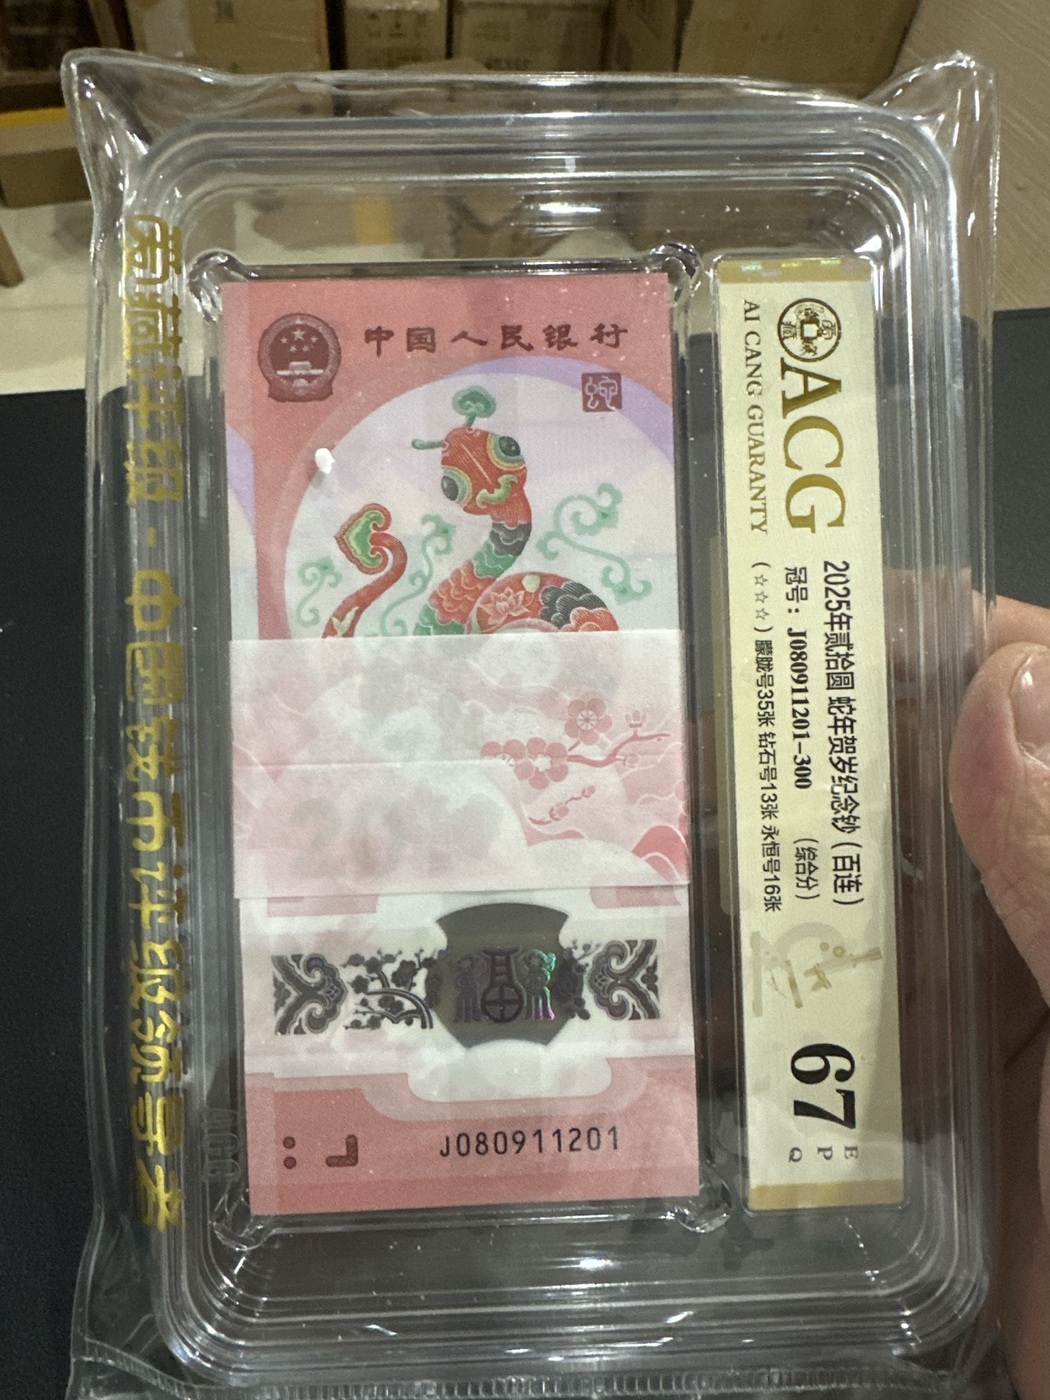 中国人民银行
J080911201
ACG
AI CANG GUARANTY
2025年贰拾圆 蛇年贺岁纪念钞（百连）
冠号：J080911201-300 （综合分）
（☆☆☆）朦胧号35张 钻石号13张 永恒号16张
67
E
P
Q
爱藏评级-中国钱币评级领导者